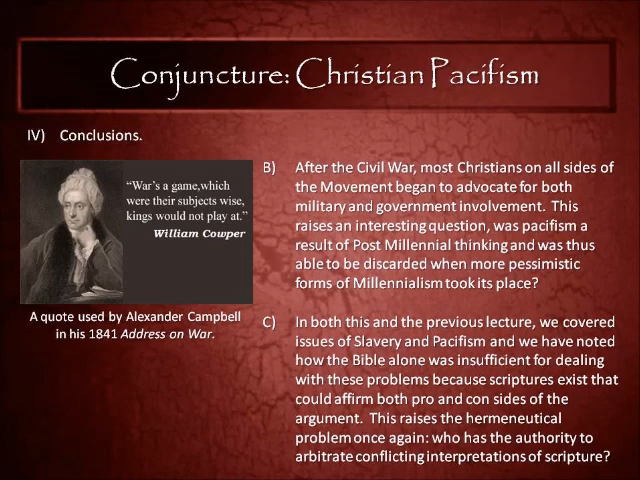 Conjuncture: Christian Pacifism
IV) Conclusions.
“War’s a game,which
were their subjects wise,
kings would not play at.”
William Cowper
A quote used by Alexander Campbell
in his 1841 Address on War.
B) After the Civil War, most Christians on all sides of
the Movement began to advocate for both
military and government involvement. This
raises an interesting question, was pacifism a
result of Post Millennial thinking and was thus
able to be discarded when more pessimistic
forms of Millennialism took its place?
C) In both this and the previous lecture, we covered
issues of Slavery and Pacifism and we have noted
how the Bible alone was insufficient for dealing
with these problems because scriptures exist that
could affirm both pro and con sides of the
argument. This raises the hermeneutical
problem once again: who has the authority to
arbitrate conflicting interpretations of scripture?